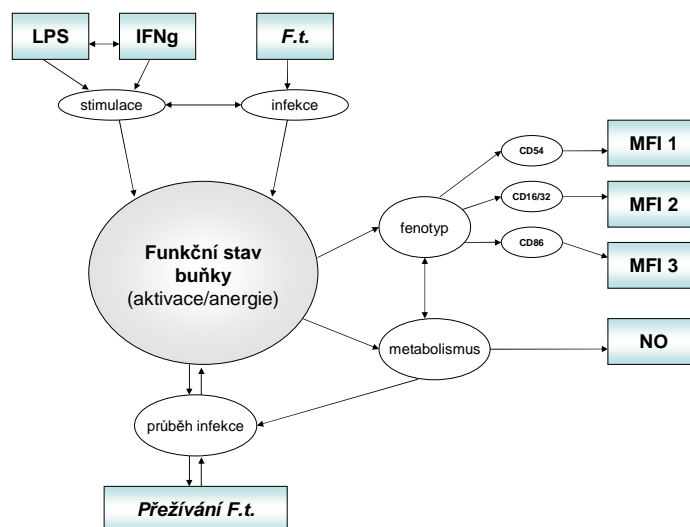 LPS
IFNg
F.t.
stimulace
infekce
CD54
MFI 1
CD16/32
MFI 2
fenotyp
CD86
MFI 3
Funkční stav
buňky
(aktivace/anergie)
metabolismus
NO
průběh infekce
Přežívání F.t.